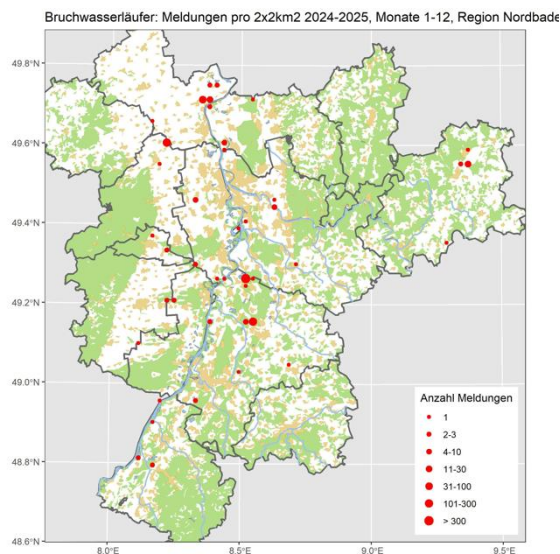 Bruchwasserläufer: Meldungen pro 2x2km2 2024-2025, Monate 1-12, Region Nordbade
49.8°N
49.6°N
49.4°N
49.2°N
49.0°N
48.8°N
48.6°N
Anzahl Meldungen
1
2-3
4-10
11-30
31-100
101-300
> 300
8.0°E
8.5°E
9.0°E
9.5°E